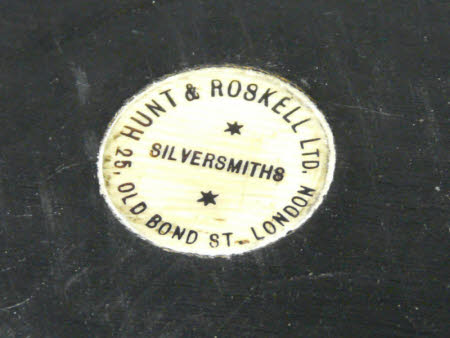 HUNT & ROSKELL LTD.
SILVERSMITHS
25, OLD BOND ST. LONDON